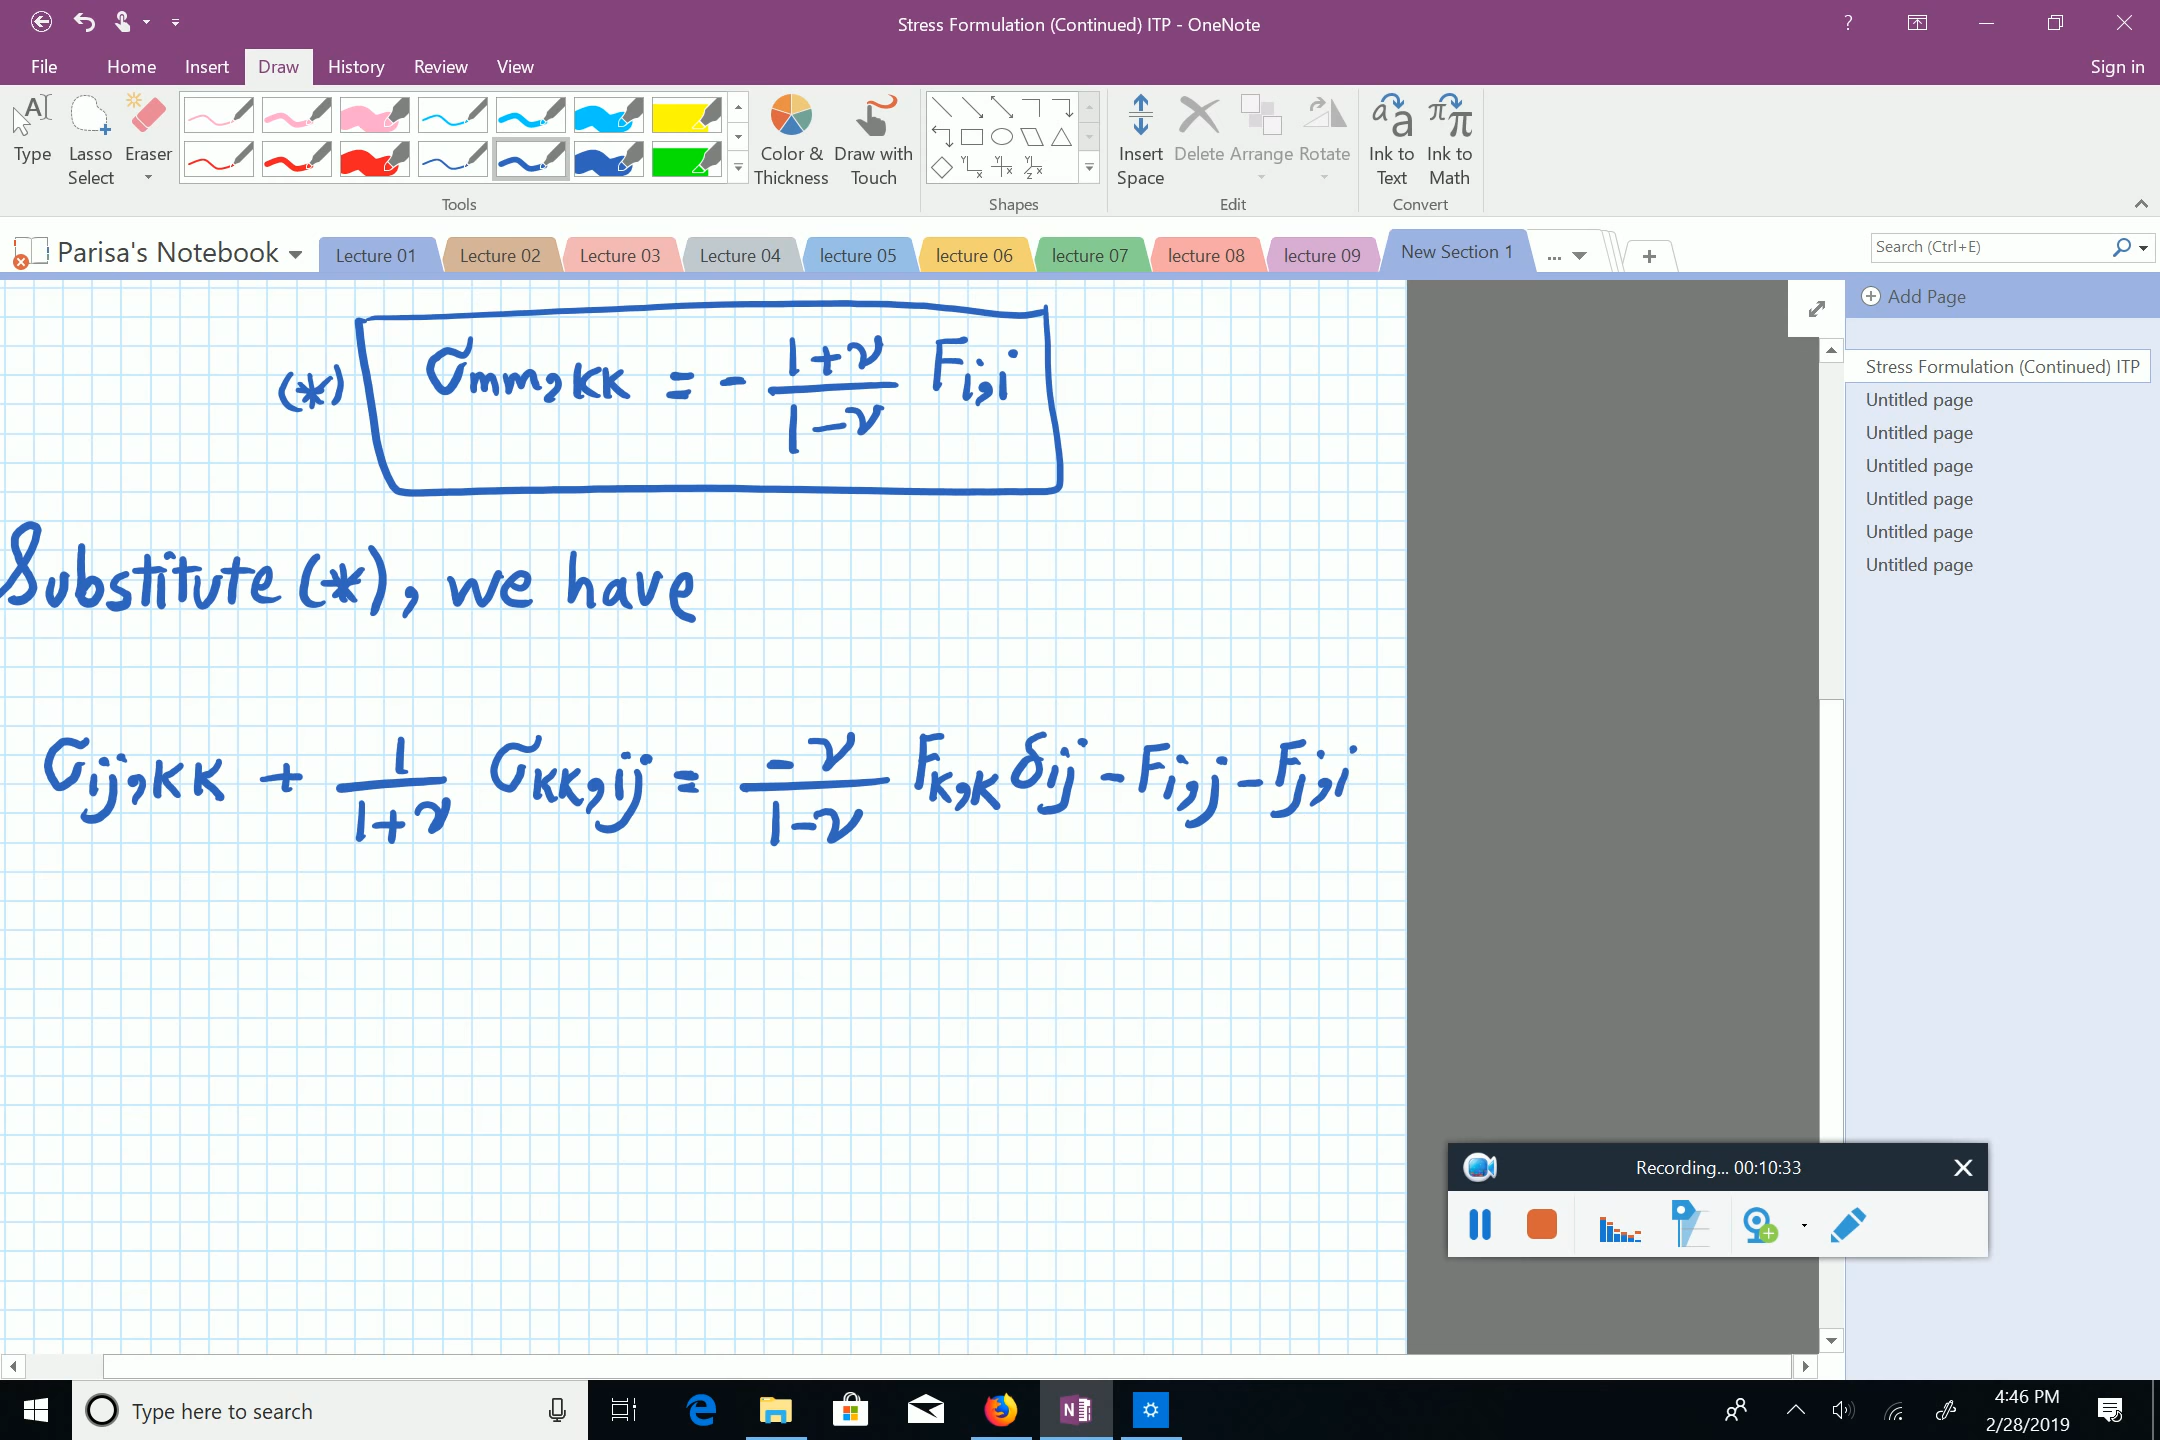 Stress Formulation (Continued) ITP - OneNote
?
File Home Insert Draw History Review View
Sign in
Type
Lasso Select
Eraser
Color & Thickness
Draw with Touch
Insert Space
Delete Arrange Rotate
Ink to Text
Ink to Math
Tools Shapes Edit Convert
Parisa's Notebook
Lecture 01 Lecture 02 Lecture 03 Lecture 04 lecture 05 lecture 06 lecture 07 lecture 08 lecture 09 New Section 1 ... +
Search (Ctrl+E)
Add Page
Stress Formulation (Continued) ITP
Untitled page
Untitled page
Untitled page
Untitled page
Untitled page
Untitled page
(*) σmm,kk = - (1+ν)/(1-ν) Fi,i
Substitute (*), we have
σij,kk + 1/(1+ν) σkk,ij = -ν/(1-ν) Fk,k δij - Fi,j - Fj,i
Recording... 00:10:33
Type here to search
4:46 PM
2/28/2019